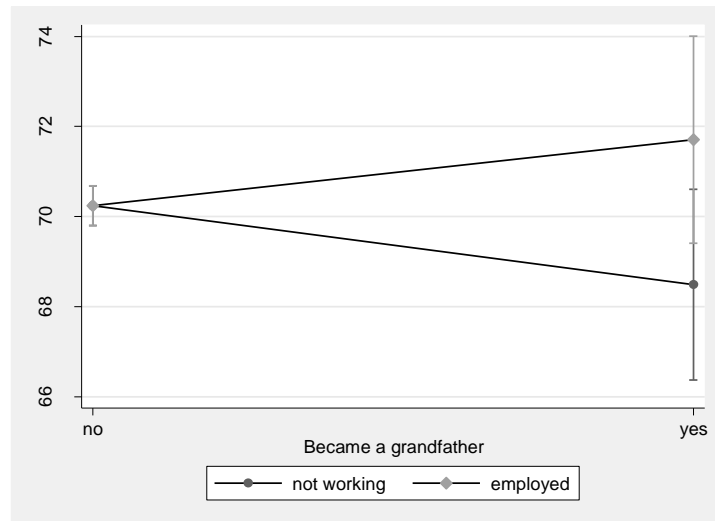 74
72
70
68
66
no
yes
Became a grandfather
not working
employed